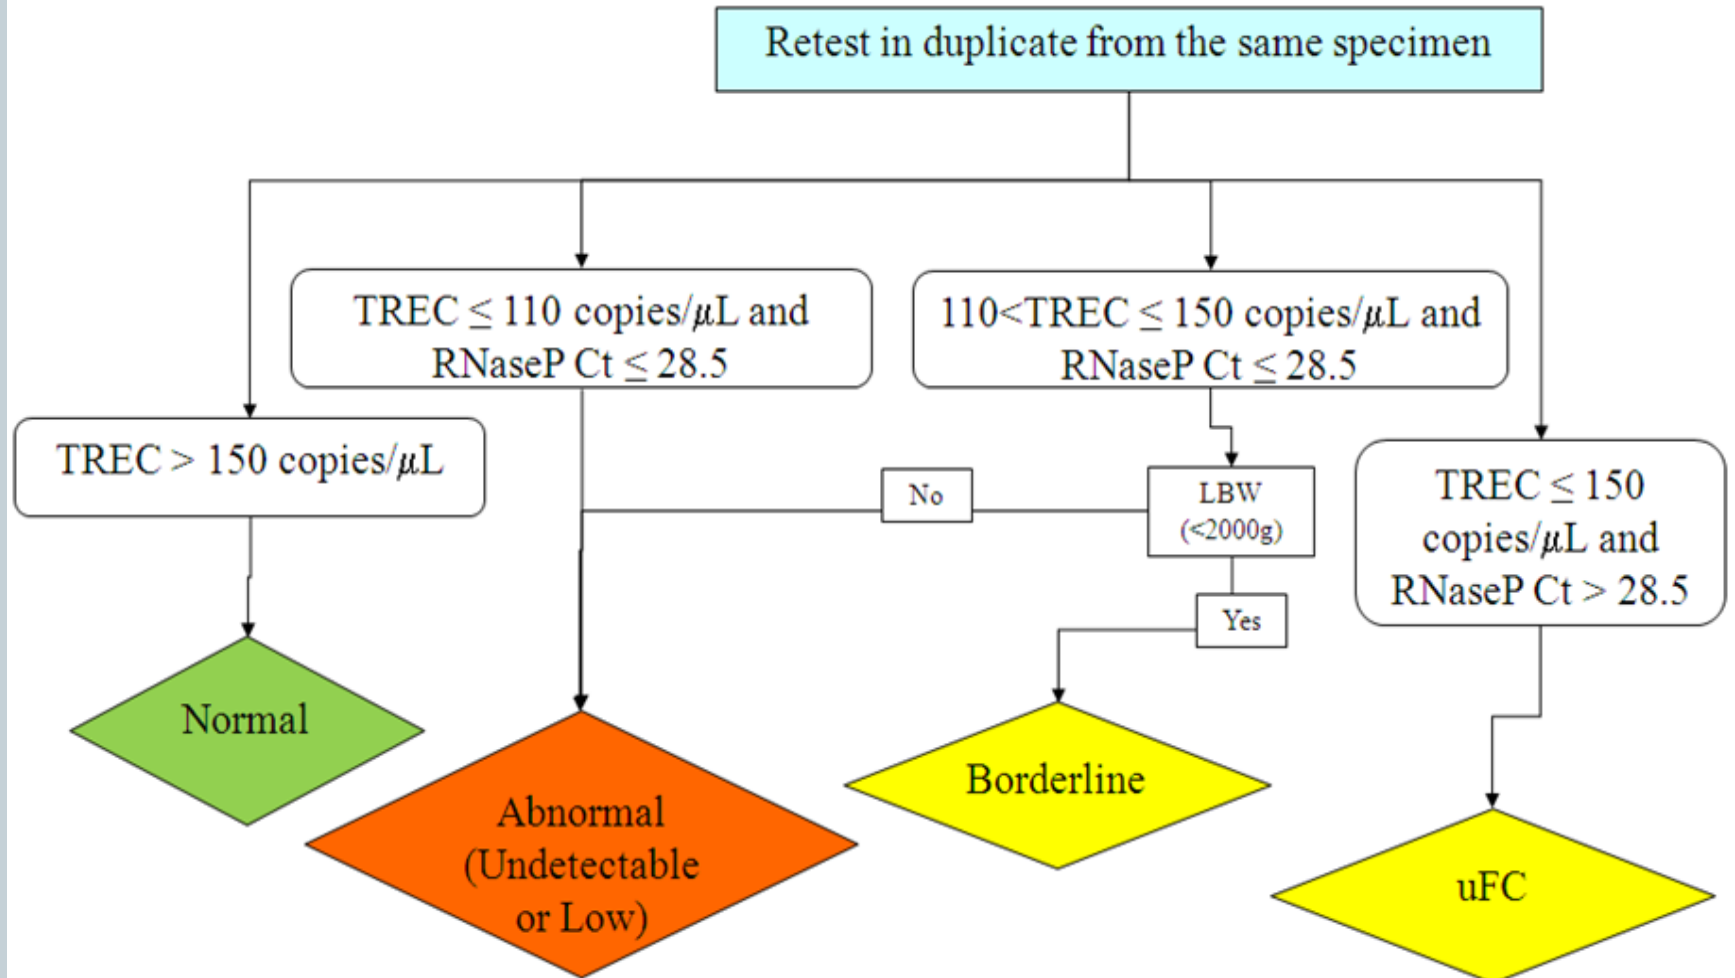 Retest in duplicate from the same specimen
TREC ≤ 110 copies/μL and
RNaseP Ct ≤ 28.5
110<TREC ≤ 150 copies/μL and
RNaseP Ct ≤ 28.5
TREC > 150 copies/μL
No
LBW
(<2000g)
TREC ≤ 150
copies/μL and
RNaseP Ct > 28.5
Yes
Normal
Abnormal
(Undetectable
or Low)
Borderline
uFC